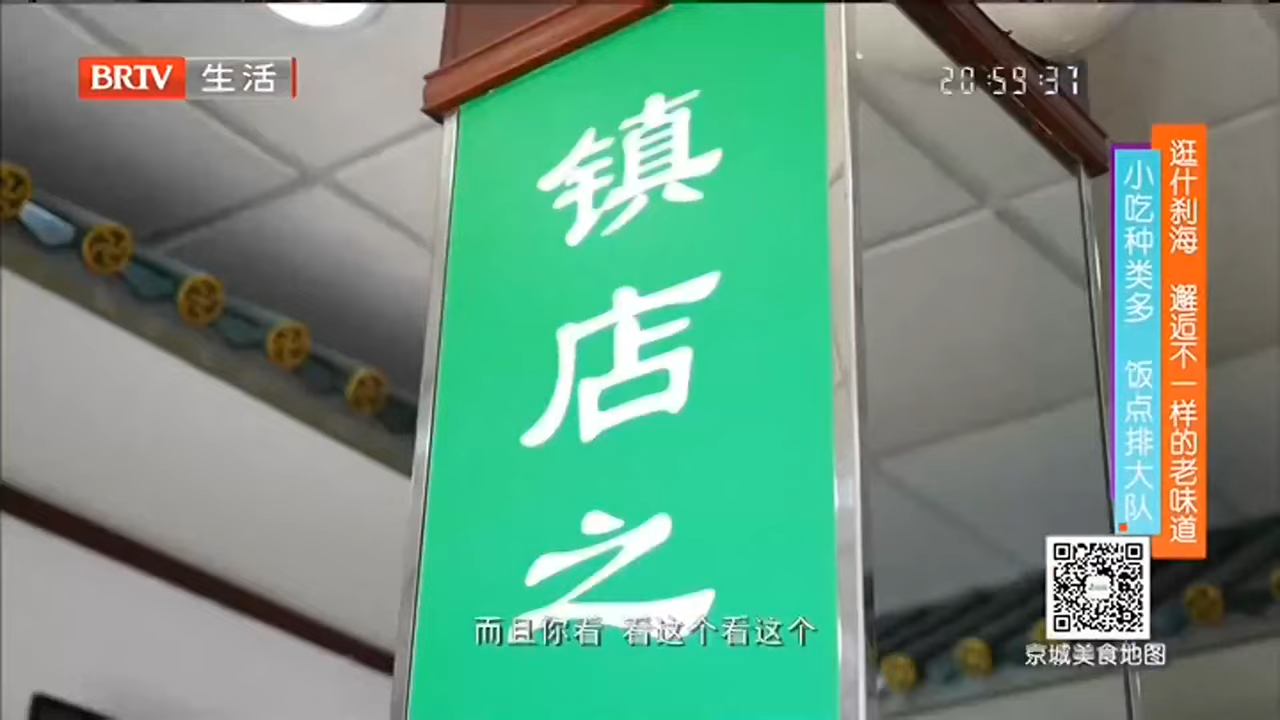 BRTV 生活
20:59:37
逛什刹海 邂逅不一样的老味道
小吃种类多 饭点排大队
镇店之
而且你看 看这个看这个
京城美食地图